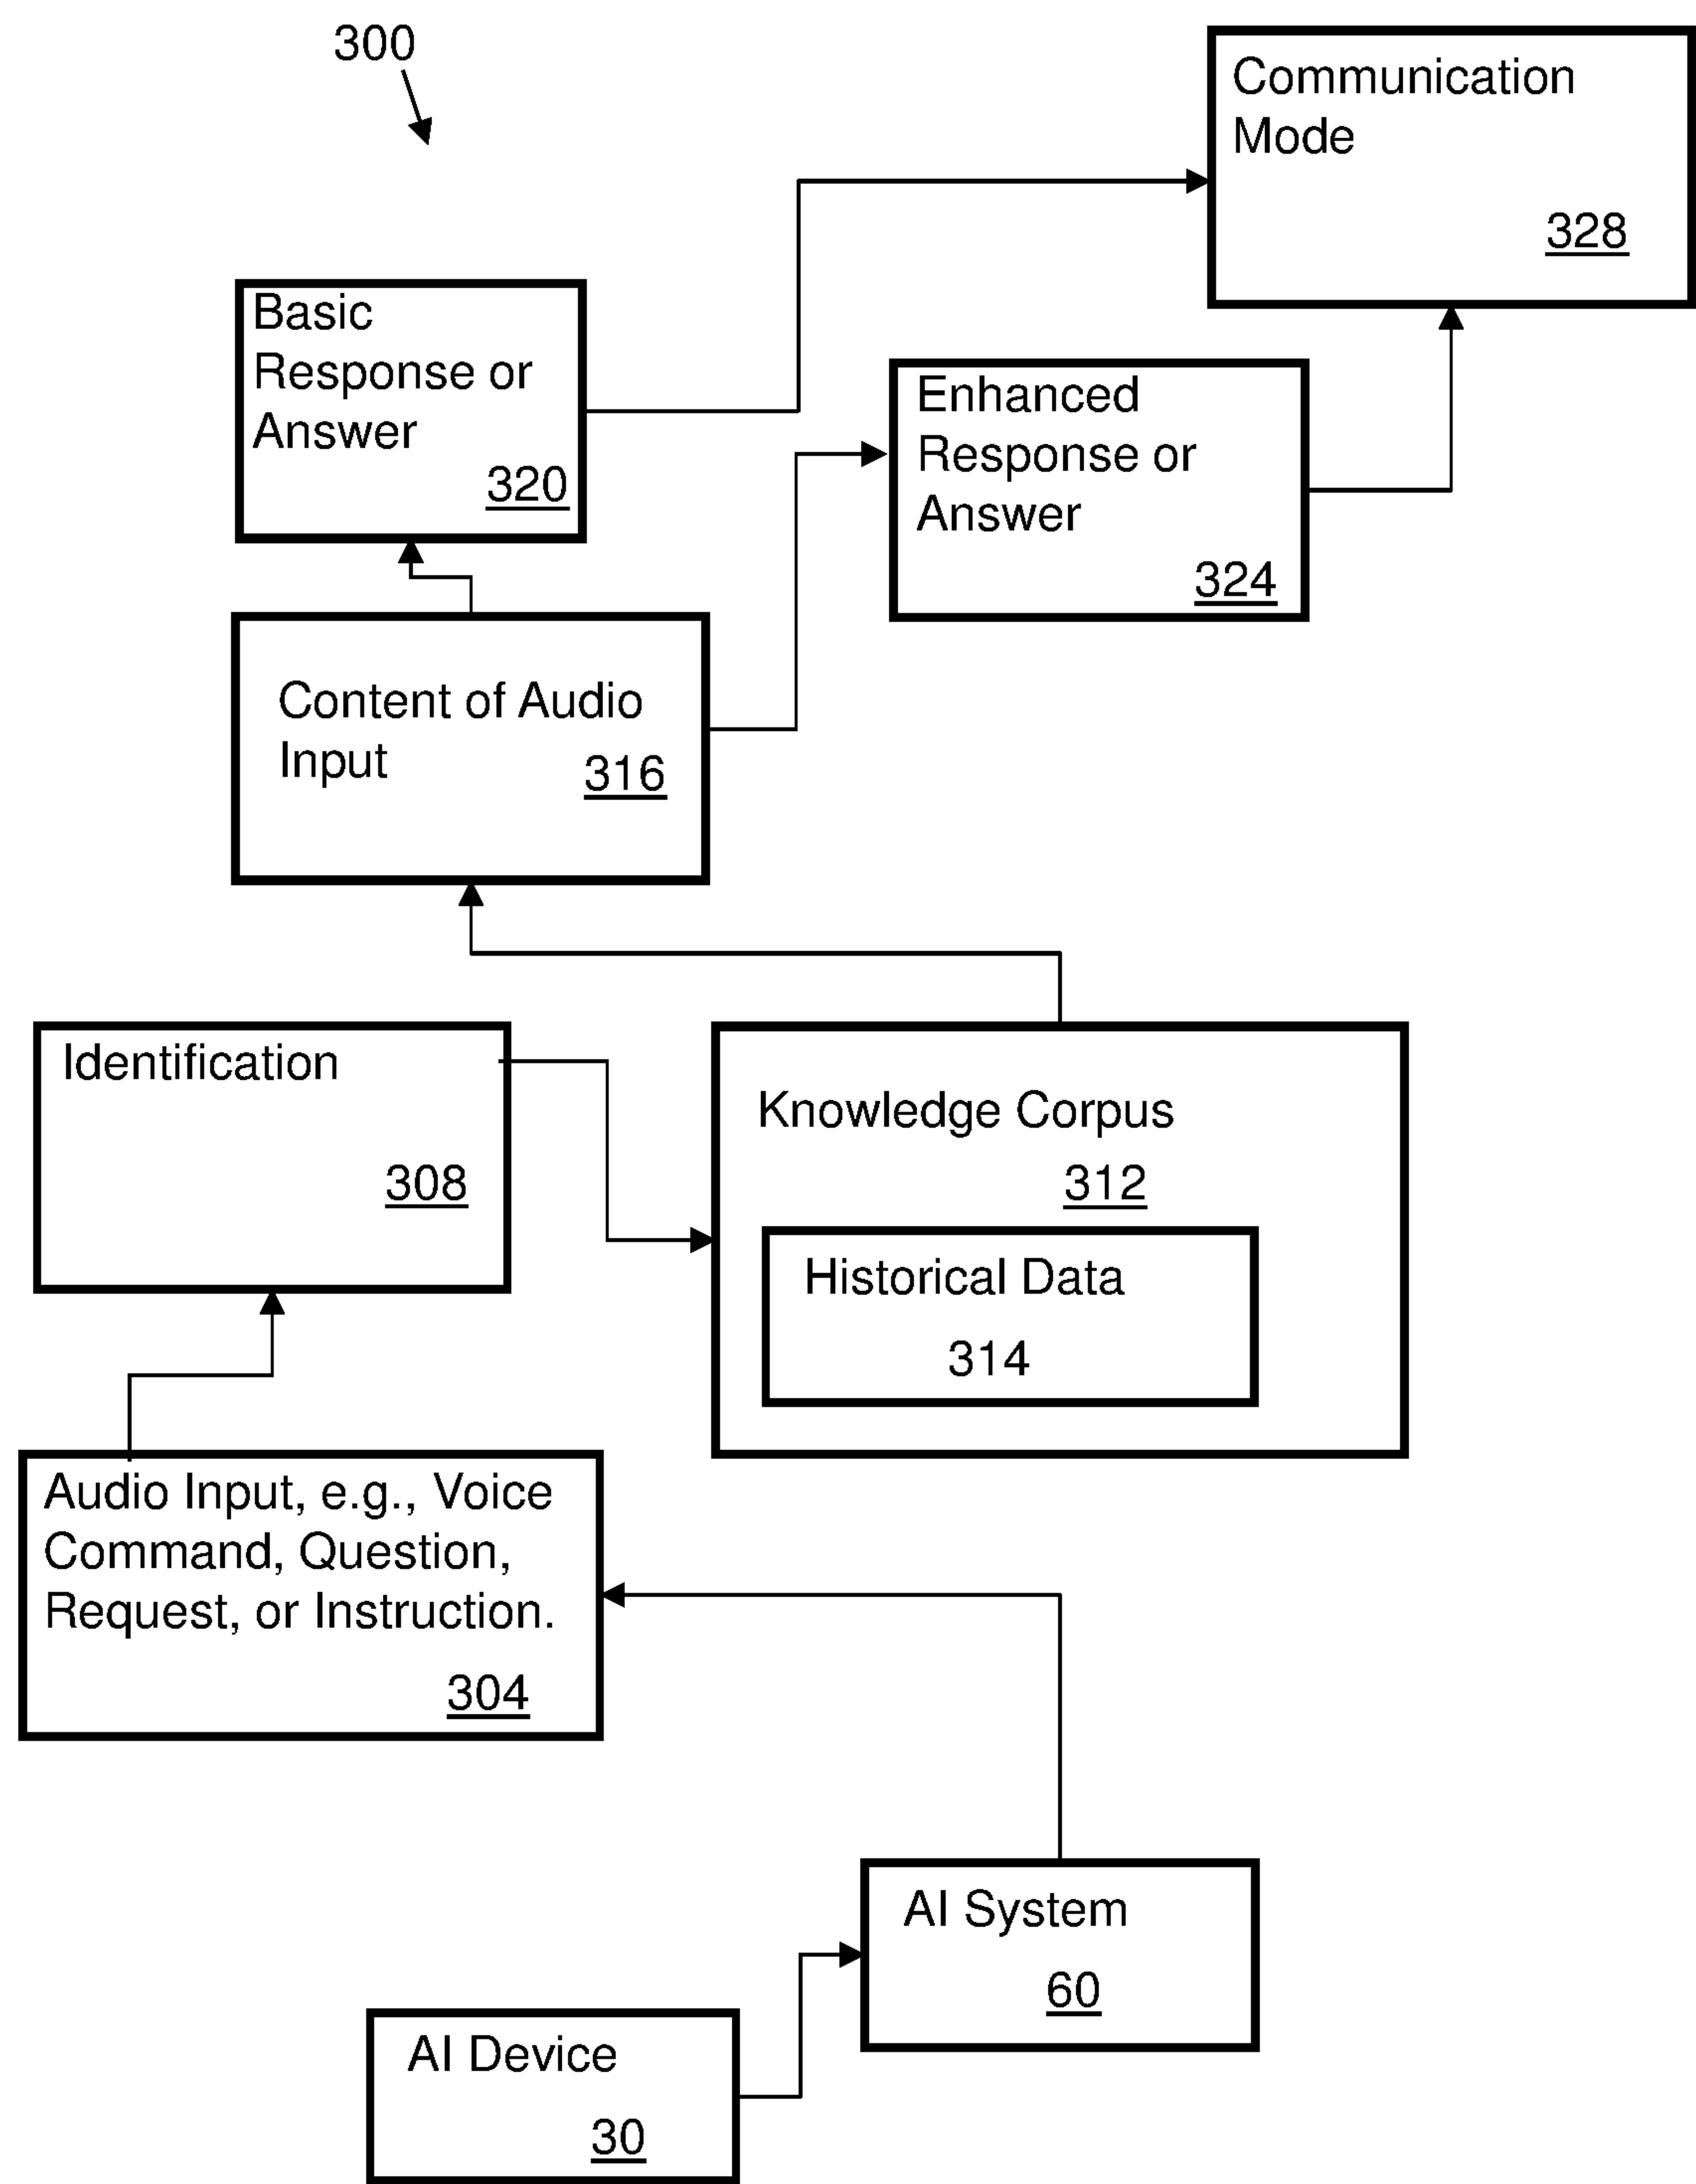 300
Communication
Mode
328
Basic
Response or
Answer
320
Enhanced
Response or
Answer
324
Content of Audio
Input
316
Identification
308
Knowledge Corpus
312
Historical Data
314
Audio Input, e.g., Voice
Command, Question,
Request, or Instruction.
304
AI System
60
AI Device
30